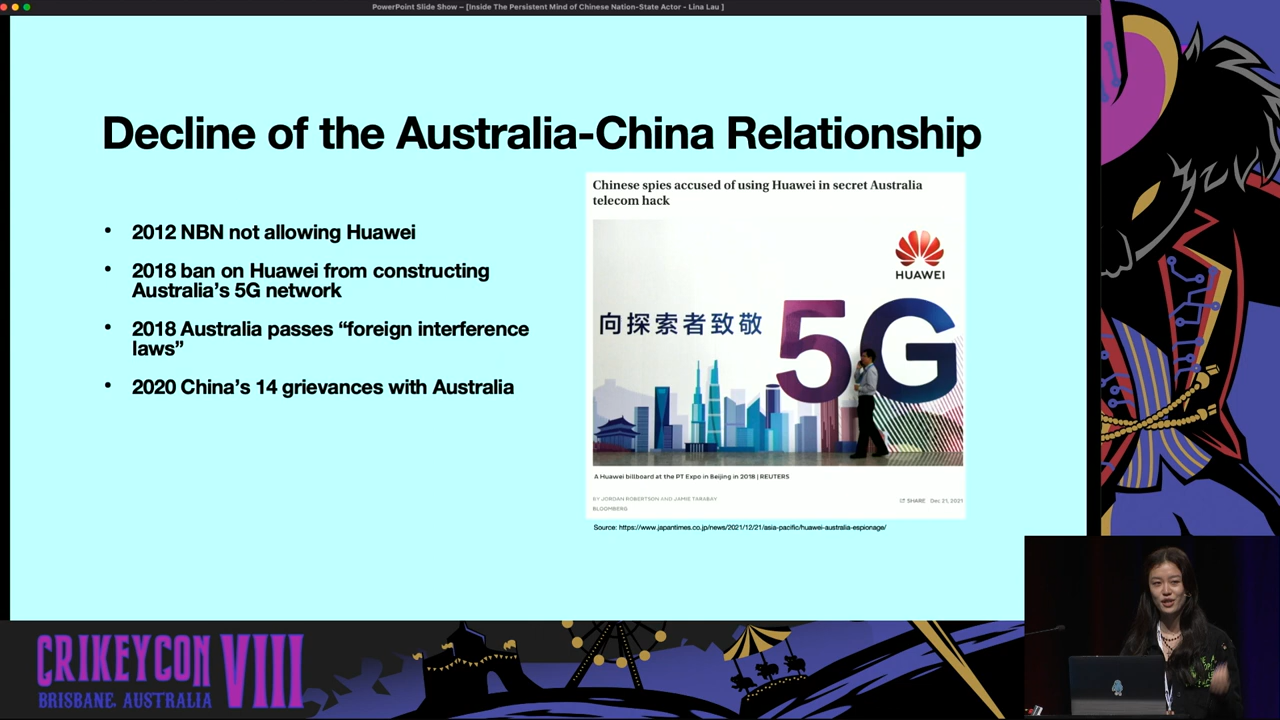 PowerPoint Slide Show – [Inside The Persistent Mind of Chinese Nation-State Actor - Lina Lau ]
Decline of the Australia-China Relationship
• 2012 NBN not allowing Huawei
• 2018 ban on Huawei from constructing
Australia’s 5G network
• 2018 Australia passes “foreign interference
laws”
• 2020 China’s 14 grievances with Australia
Chinese spies accused of using Huawei in secret Australia
telecom hack
HUAWEI
向探索者致敬
5G
A Huawei billboard at the PT Expo in Beijing in 2018 | REUTERS
BY JORDAN ROBERTSON AND JAMIE TARABAY
BLOOMBERG
SHARE Dec 21, 2021
Source: https://www.japantimes.co.jp/news/2021/12/21/asia-pacific/huawei-australia-espionage/
CRIKEYCON VIII
BRISBANE, AUSTRALIA